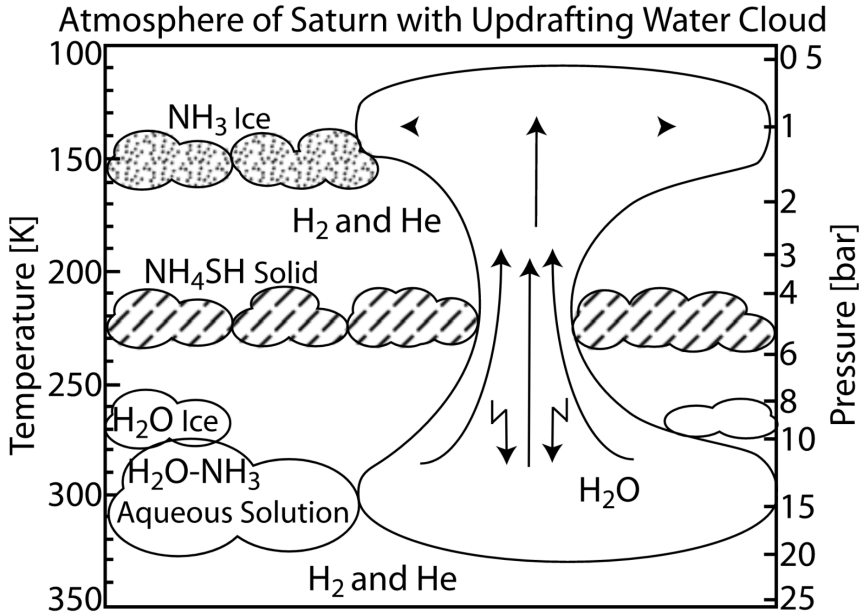 Atmosphere of Saturn with Updrafting Water Cloud
100
150
200
250
300
350
Temperature [K]
NH₃ Ice
H₂ and He
NH₄SH Solid
H₂O Ice
H₂O-NH₃
Aqueous Solution
H₂O
H₂ and He
0 5
1
2
3
4
6
8
10
15
20
25
Pressure [bar]